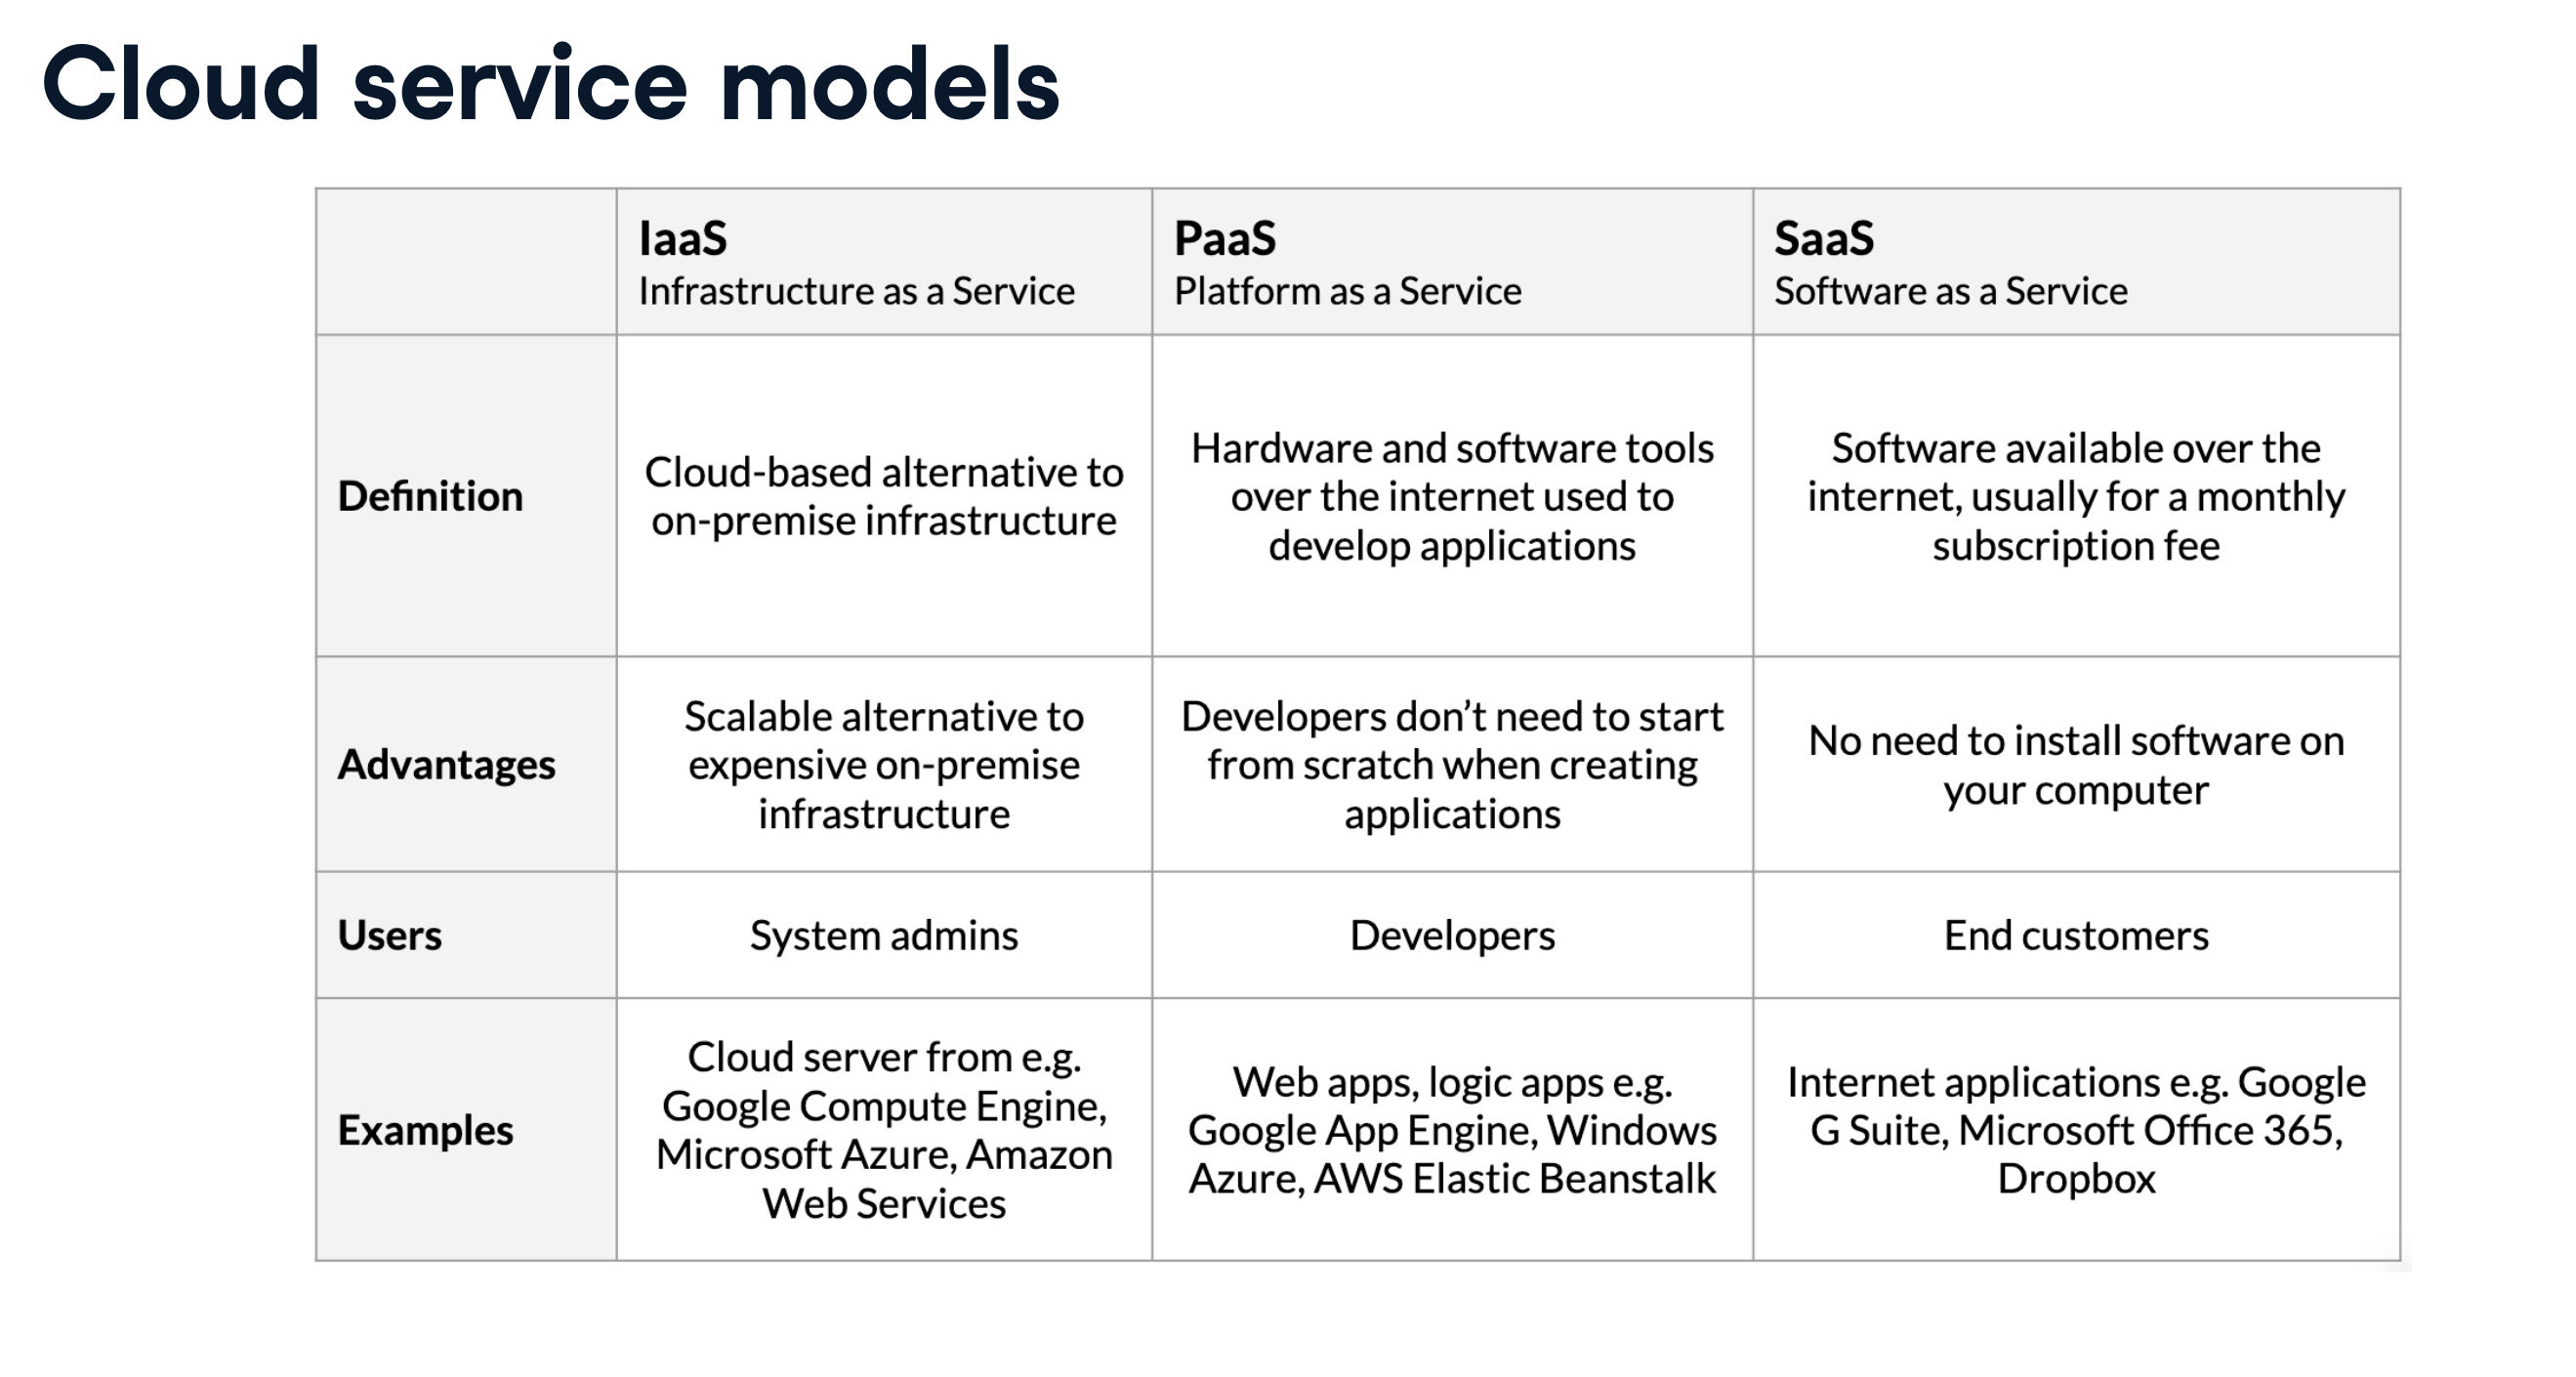 Cloud service models
IaaS
Infrastructure as a Service
PaaS
Platform as a Service
SaaS
Software as a Service
Definition
Cloud-based alternative to
on-premise infrastructure
Hardware and software tools
over the internet used to
develop applications
Software available over the
internet, usually for a monthly
subscription fee
Advantages
Scalable alternative to
expensive on-premise
infrastructure
Developers don’t need to start
from scratch when creating
applications
No need to install software on
your computer
Users
System admins
Developers
End customers
Examples
Cloud server from e.g.
Google Compute Engine,
Microsoft Azure, Amazon
Web Services
Web apps, logic apps e.g.
Google App Engine, Windows
Azure, AWS Elastic Beanstalk
Internet applications e.g. Google
G Suite, Microsoft Office 365,
Dropbox